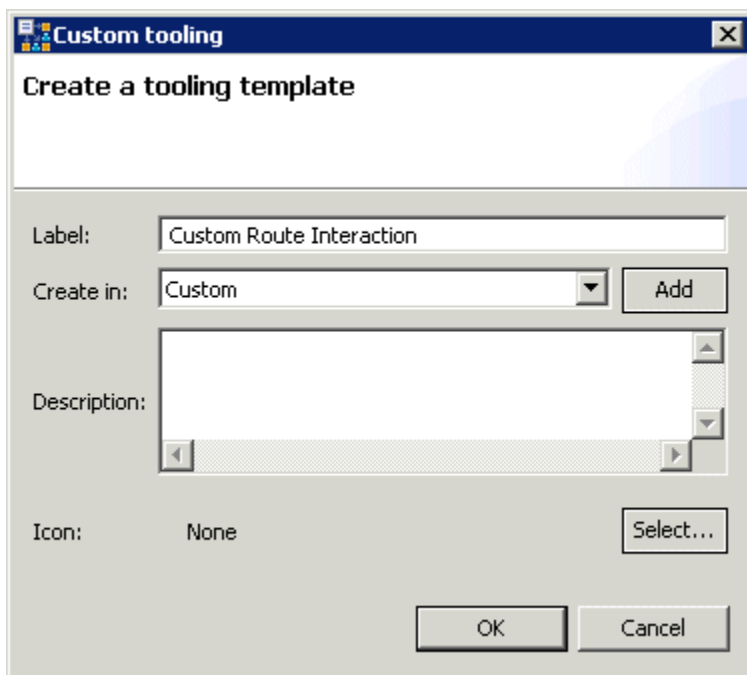 Custom tooling
Create a tooling template
Label: Custom Route Interaction
Create in: Custom Add
Description:
Icon: None Select...
OK Cancel